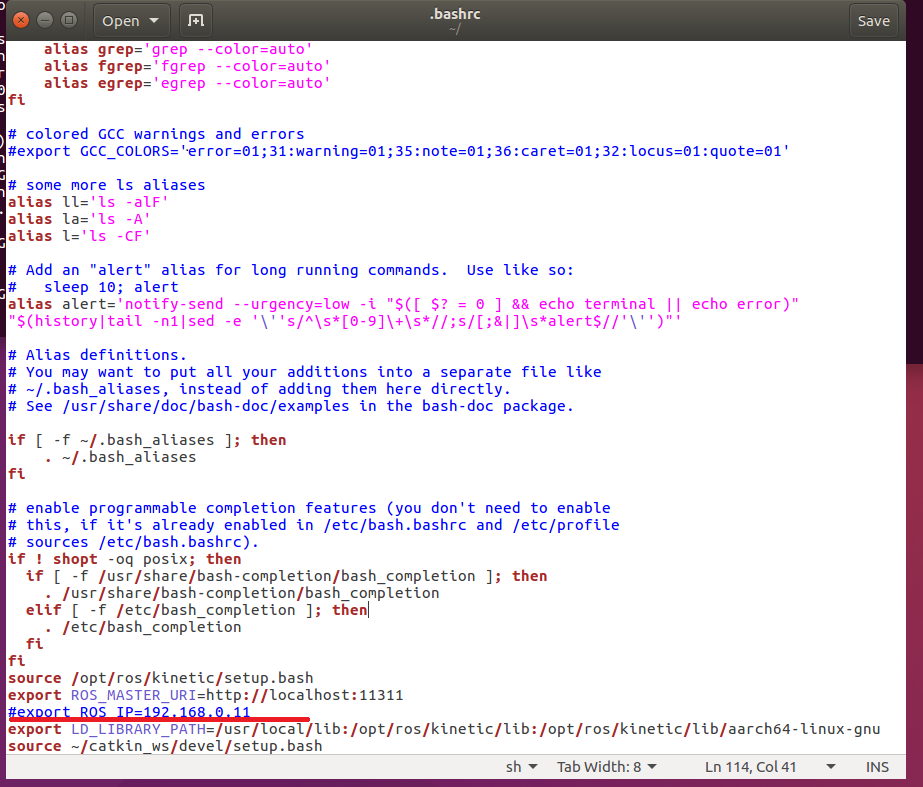 Open
.bashrc
~/
Save
    alias grep='grep --color=auto'
    alias fgrep='fgrep --color=auto'
    alias egrep='egrep --color=auto'
fi

# colored GCC warnings and errors
#export GCC_COLORS='error=01;31:warning=01;35:note=01;36:caret=01;32:locus=01:quote=01'

# some more ls aliases
alias ll='ls -alF'
alias la='ls -A'
alias l='ls -CF'

# Add an "alert" alias for long running commands.  Use like so:
#   sleep 10; alert
alias alert='notify-send --urgency=low -i "$([ $? = 0 ] && echo terminal || echo error)"
"$(history|tail -n1|sed -e '\''s/^\s*[0-9]\+\s*//;s/[;&|]\s*alert$//'\'')"'

# Alias definitions.
# You may want to put all your additions into a separate file like
# ~/.bash_aliases, instead of adding them here directly.
# See /usr/share/doc/bash-doc/examples in the bash-doc package.

if [ -f ~/.bash_aliases ]; then
    . ~/.bash_aliases
fi

# enable programmable completion features (you don't need to enable
# this, if it's already enabled in /etc/bash.bashrc and /etc/profile
# sources /etc/bash.bashrc).
if ! shopt -oq posix; then
  if [ -f /usr/share/bash-completion/bash_completion ]; then
    . /usr/share/bash-completion/bash_completion
  elif [ -f /etc/bash_completion ]; then
    . /etc/bash_completion
  fi
fi
source /opt/ros/kinetic/setup.bash
export ROS_MASTER_URI=http://localhost:11311
#export ROS_IP=192.168.0.11
export LD_LIBRARY_PATH=/usr/local/lib:/opt/ros/kinetic/lib:/opt/ros/kinetic/lib/aarch64-linux-gnu
source ~/catkin_ws/devel/setup.bash
sh Tab Width: 8 Ln 114, Col 41 INS